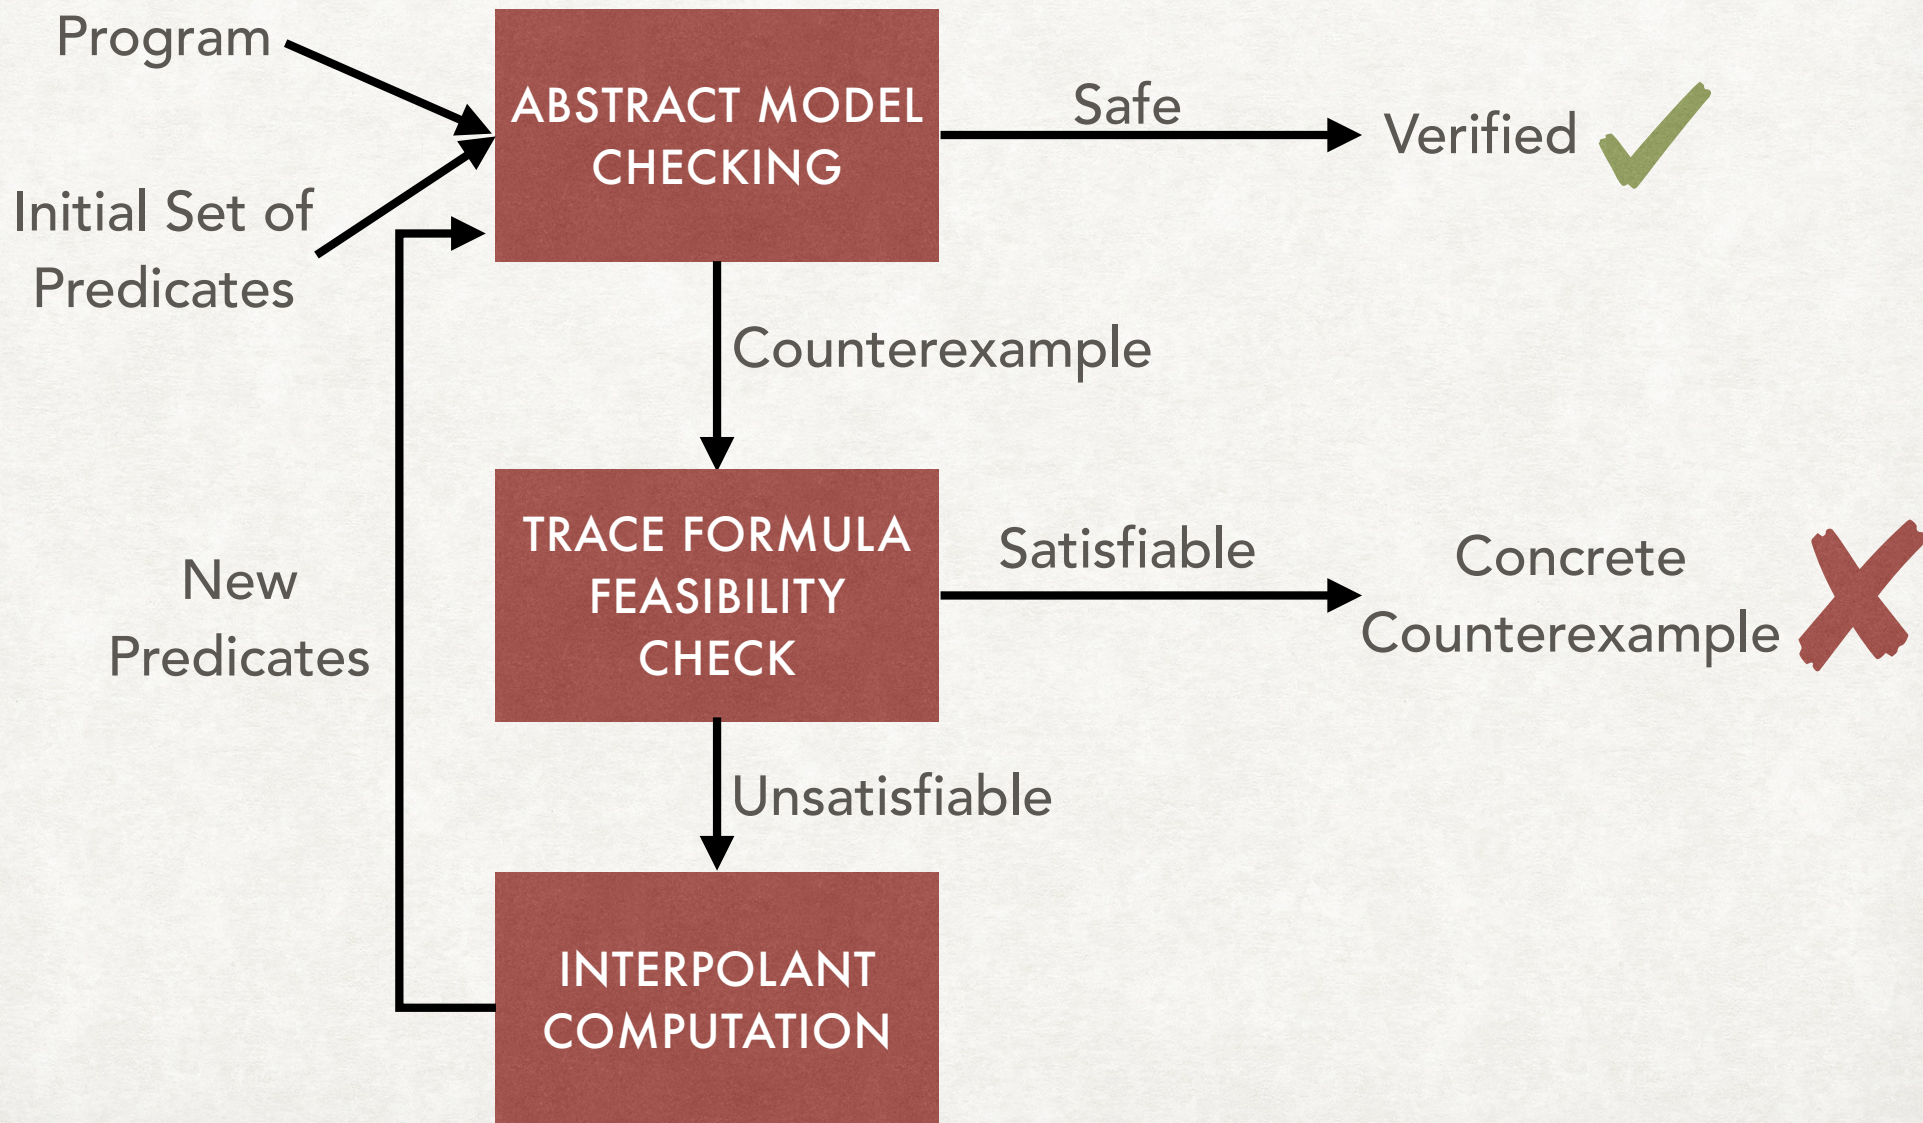 Program
Initial Set of
Predicates
ABSTRACT MODEL
CHECKING
Safe
Verified
Counterexample
New
Predicates
TRACE FORMULA
FEASIBILITY
CHECK
Satisfiable
Concrete
Counterexample
Unsatisfiable
INTERPOLANT
COMPUTATION